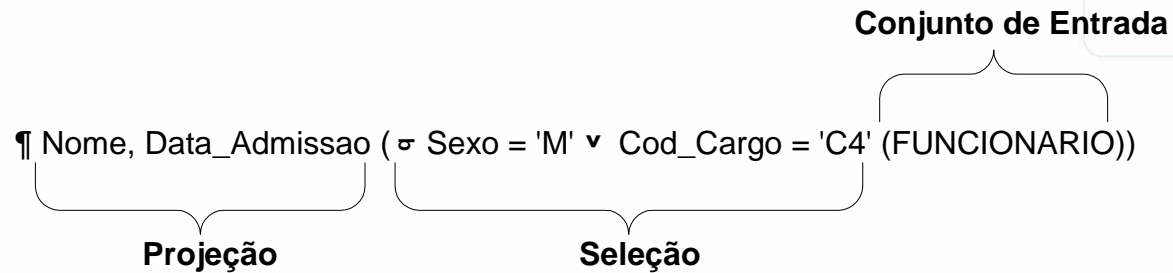 Conjunto de Entrada
¶ Nome, Data_Admissao ( σ Sexo = 'M' ˅ Cod_Cargo = 'C4' (FUNCIONARIO))
Projeção Seleção